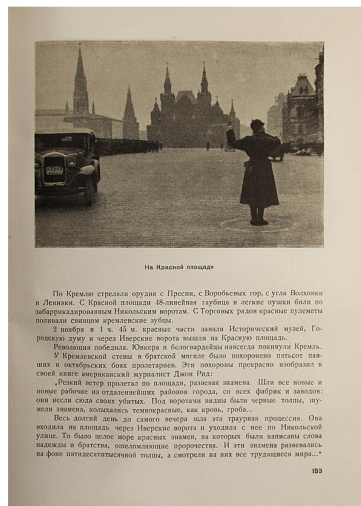 На Красной площади
По Кремлю стреляли орудия с Пресни, с Воробьевых гор, с угла Волхонки
и Ленивки. С Красной площади 48-линейная гаубица и легкие пушки били по
забаррикадированным Никольским воротам. С Торговых рядов красные пулеметы
поливали свинцом кремлевские зубцы.
2 ноября в 1 ч. 45 м. красные части заняли Исторический музей, Го-
родскую думу и через Иверские ворота вышли на Красную площадь.
Революция победила. Юнкера и белогвардейцы навсегда покинули Кремль.
У Кремлевской стены в братской могиле было похоронено пятьсот пав-
ших в октябрьских боях пролетариев. Эти похороны прекрасно изобразил в
своей книге американский журналист Джон Рид:
„Резкий ветер пролетал по площади, развевая знамена. Шли все новые и
новые рабочие из отдаленнейших районов города, со всех фабрик и заводов:
они несли сюда своих убитых. Под воротами видны были черные толпы, шу-
мели знамена, колыхались темнокрасные, как кровь, гроба...
Весь долгий день до самого вечера шла эта траурная процессия. Она
входила на площадь через Иверские ворота и уходила с нее по Никольской
улице. То было целое море красных знамен, на которых были написаны слова
надежды и братства, ошеломляющие пророчества. И эти знамена развевались
на фоне пятидесятитысячной толпы, а смотрели на них все трудящиеся мира...“
153